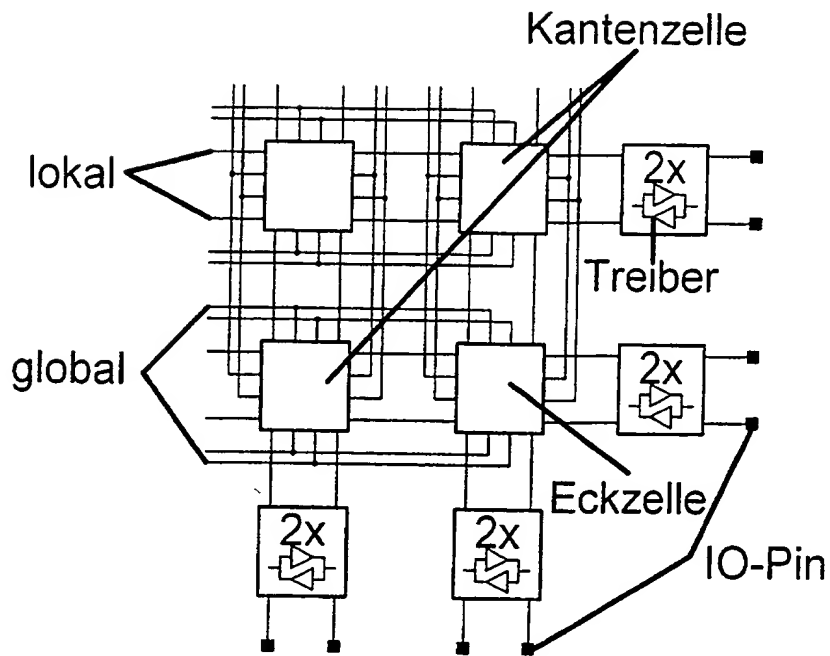 Kantenzelle
lokal
2x
Treiber
global
2x
Eckzelle
2x
2x
IO-Pin